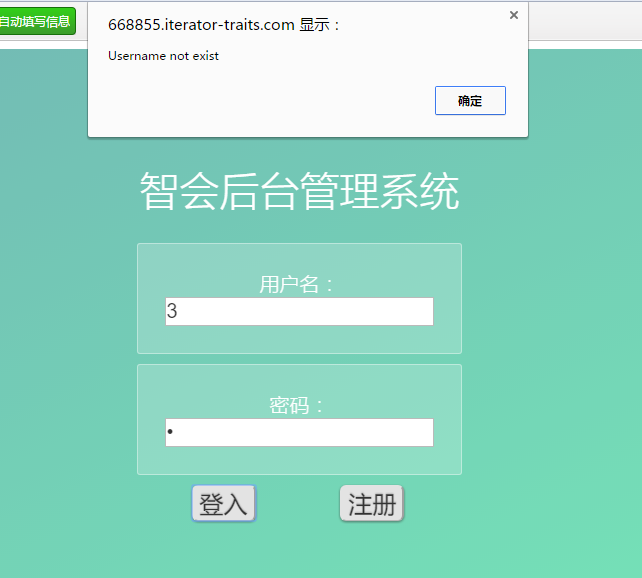 自动填写信息
668855.iterator-traits.com 显示：
Username not exist
确定
智会后台管理系统
用户名：
3
密码：
•
登入 注册